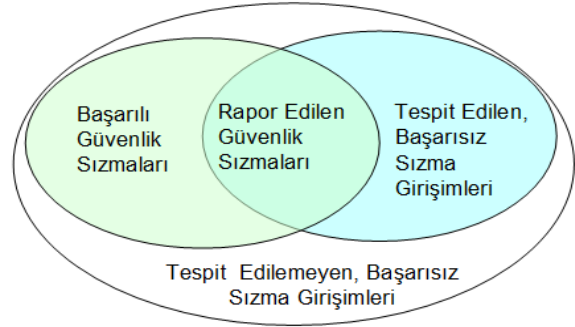 Başarılı
Güvenlik
Sızmaları
Rapor Edilen
Güvenlik
Sızmaları
Tespit Edilen,
Başarısız
Sızma
Girişimleri
Tespit Edilemeyen, Başarısız
Sızma Girişimleri